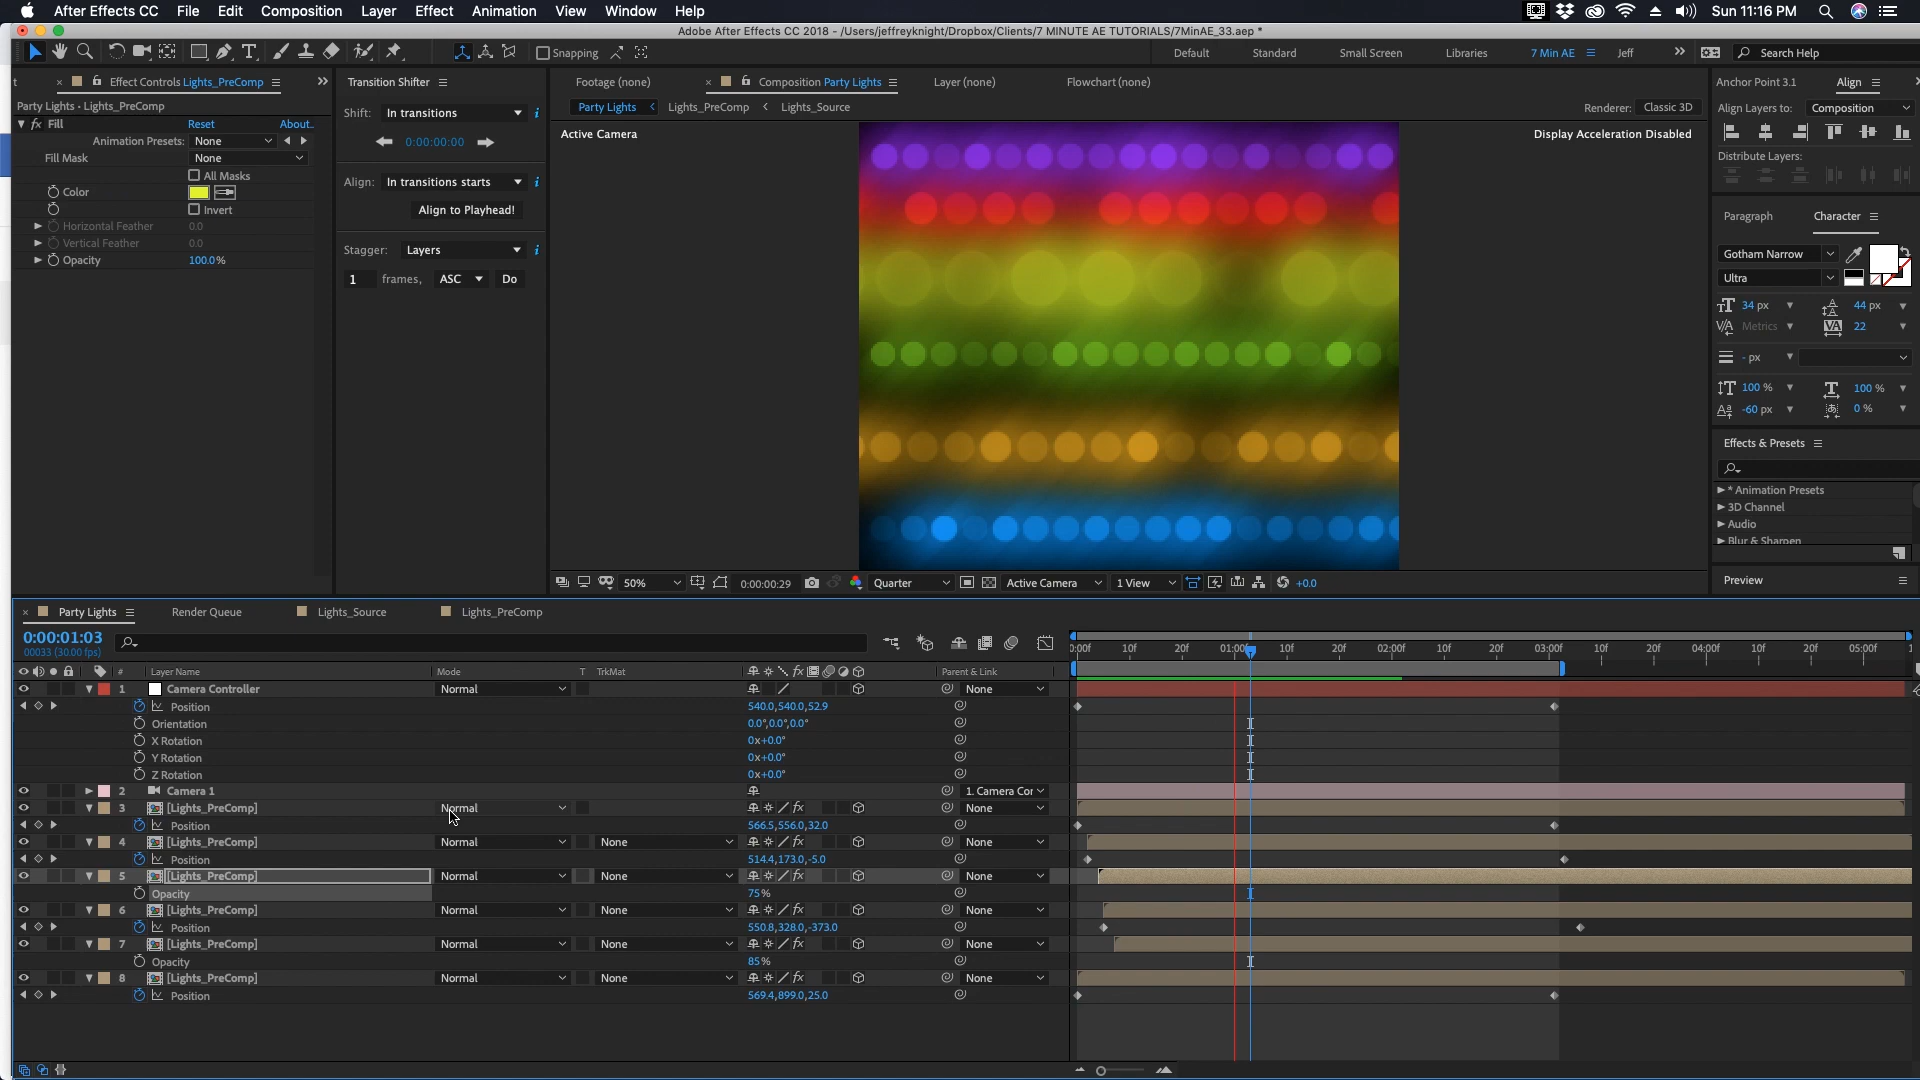 After Effects CC File Edit Composition Layer Effect Animation View Window Help Sun 11:16 PM
Adobe After Effects CC 2018 - /Users/jeffreyknight/Dropbox/Clients/7 MINUTE AE TUTORIALS/7MinAE_33.aep *
Snapping Default Standard Small Screen Libraries 7 Min AE Jeff Search Help
Effect Controls Lights_PreComp
Party Lights • Lights_PreComp
fx Fill Reset About..
Animation Presets: None
Fill Mask None
All Masks
Color
Invert
Horizontal Feather 0.0
Vertical Feather 0.0
Opacity 100.0%
Transition Shifter
Shift: In transitions
0:00:00:00
Align: In transitions starts
Align to Playhead!
Stagger: Layers
1 frames, ASC Do
Footage (none) Composition Party Lights Layer (none) Flowchart (none)
Party Lights Lights_PreComp Lights_Source Renderer: Classic 3D
Active Camera Display Acceleration Disabled
50% 0:00:00:29 Quarter Active Camera 1 View +0.0
Anchor Point 3.1 Align
Align Layers to: Composition
Distribute Layers:
Paragraph Character
Gotham Narrow
Ultra
34 px 44 px
Metrics 22
- px
100 % 100 %
-60 px 0 %
Effects & Presets
* Animation Presets
3D Channel
Audio
Blur & Sharpen
Preview
Party Lights Render Queue Lights_Source Lights_PreComp
0:00:01:03
00033 (30.00 fps)
:00f 10f 20f 01:00f 10f 20f 02:00f 10f 20f 03:00f 10f 20f 04:00f 10f 20f 05:00f
# Layer Name Mode T TrkMat Parent & Link
1 Camera Controller Normal None
Position 540.0,540.0,52.9
Orientation 0.0°,0.0°,0.0°
X Rotation 0x+0.0°
Y Rotation 0x+0.0°
Z Rotation 0x+0.0°
2 Camera 1 1. Camera Cor
3 [Lights_PreComp] Normal None
Position 566.5,556.0,32.0
4 [Lights_PreComp] Normal None None
Position 514.4,173.0,-5.0
5 [Lights_PreComp] Normal None None
Opacity 75%
6 [Lights_PreComp] Normal None None
Position 550.8,328.0,-373.0
7 [Lights_PreComp] Normal None None
Opacity 85%
8 [Lights_PreComp] Normal None None
Position 569.4,899.0,25.0